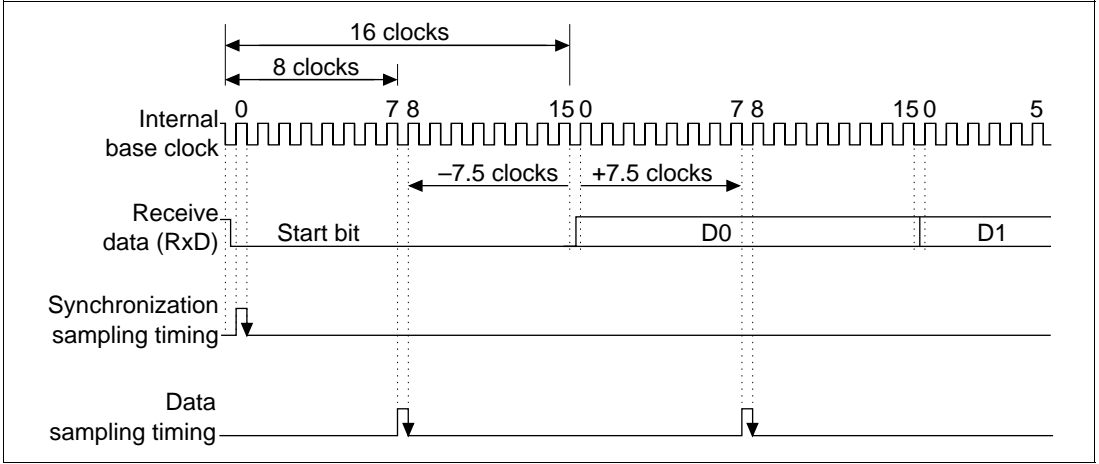 16 clocks
8 clocks
0 7 8 15 0 7 8 15 0 5
Internal
base clock
–7.5 clocks +7.5 clocks
Receive
data (RxD)
Start bit D0 D1
Synchronization
sampling timing
Data
sampling timing